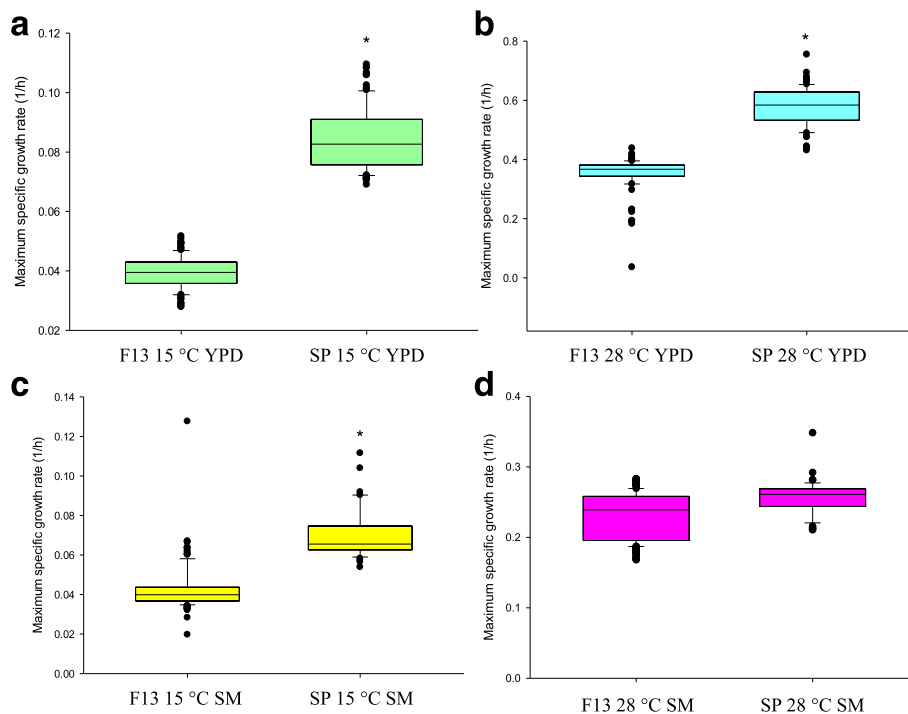 a
*
0.12
0.10
0.08
0.06
0.04
0.02
Maximum specific growth rate (1/h)
F13 15 °C YPD SP 15 °C YPD
b
*
0.8
0.6
0.4
0.2
0.0
Maximum specific growth rate (1/h)
F13 28 °C YPD SP 28 °C YPD
c
*
0.14
0.12
0.10
0.08
0.06
0.04
0.02
0.00
Maximum specific growth rate (1/h)
F13 15 °C SM SP 15 °C SM
d
0.4
0.3
0.2
0.1
0.0
Maximum specific growth rate (1/h)
F13 28 °C SM SP 28 °C SM